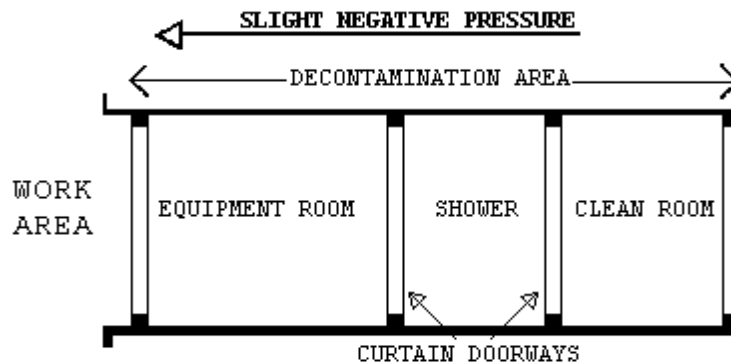 SLIGHT NEGATIVE PRESSURE
DECONTAMINATION AREA
WORK
AREA
EQUIPMENT ROOM
SHOWER
CLEAN ROOM
CURTAIN DOORWAYS